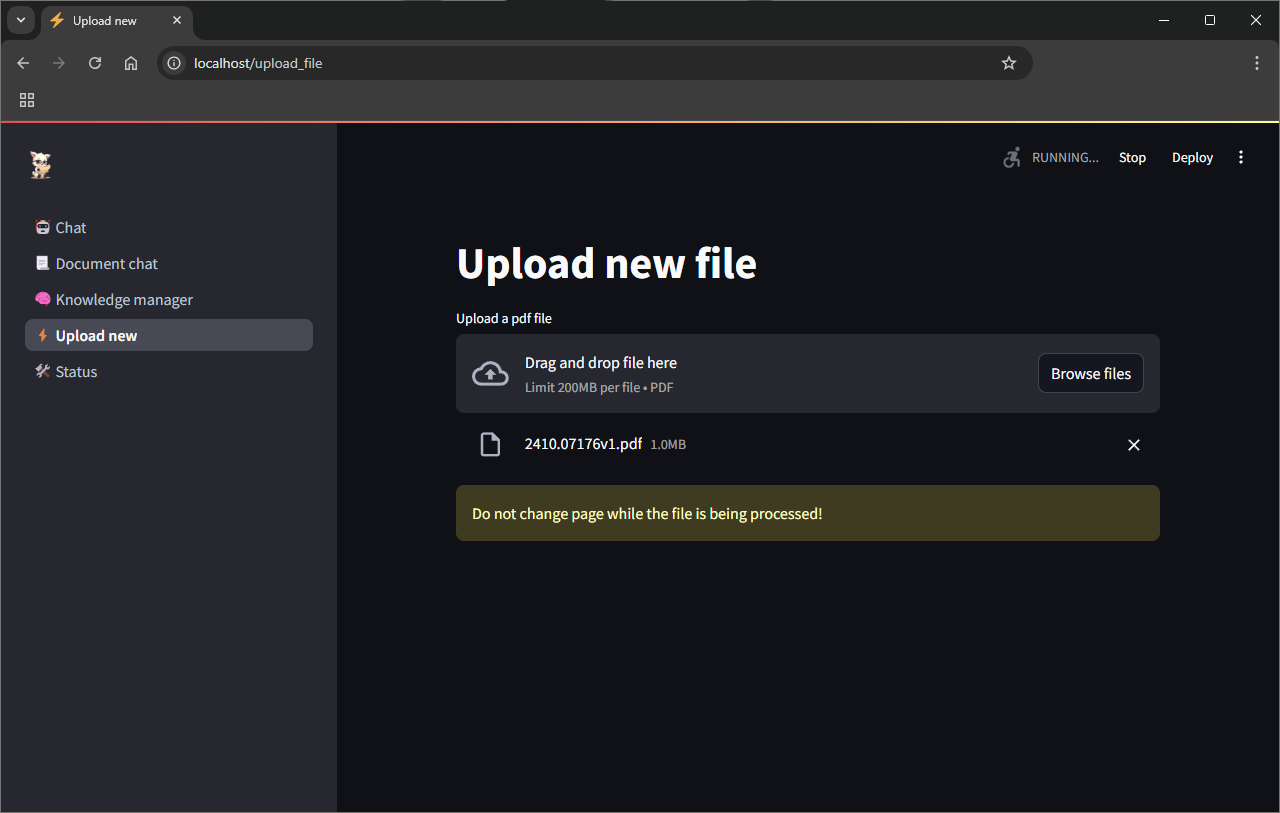 Upload new
localhost/upload_file
RUNNING...
Stop
Deploy
Chat
Document chat
Knowledge manager
Upload new
Status
Upload new file
Upload a pdf file
Drag and drop file here
Limit 200MB per file • PDF
Browse files
2410.07176v1.pdf 1.0MB
Do not change page while the file is being processed!